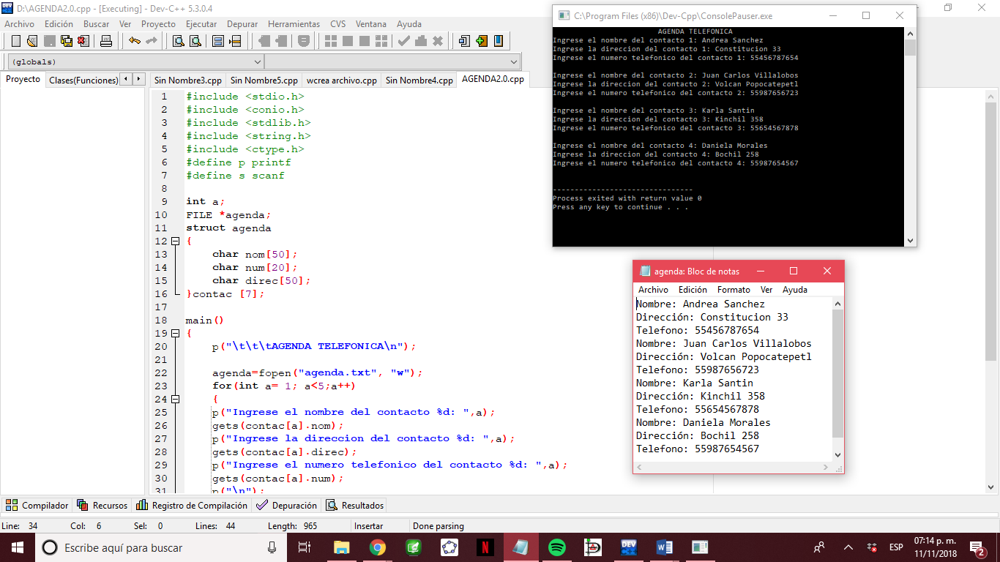 D:\AGENDA2.0.cpp - [Executing] - Dev-C++ 5.3.0.4
Archivo Edición Buscar Ver Proyecto Ejecutar Depurar Herramientas CVS Ventana Ayuda
(globals)
Proyecto Clases(Funciones) Sin Nombre3.cpp Sin Nombre5.cpp wcrea archivo.cpp Sin Nombre4.cpp AGENDA2.0.cpp
1 #include <stdio.h>
2 #include <conio.h>
3 #include <stdlib.h>
4 #include <string.h>
5 #include <ctype.h>
6 #define p printf
7 #define s scanf
8
9 int a;
10 FILE *agenda;
11 struct agenda
12 {
13 char nom[50];
14 char num[20];
15 char direc[50];
16 }contac [7];
17
18 main()
19 {
20 p("\t\t\tAGENDA TELEFONICA\n");
21
22 agenda=fopen("agenda.txt", "w");
23 for(int a= 1; a<5;a++)
24 {
25 p("Ingrese el nombre del contacto %d: ",a);
26 gets(contac[a].nom);
27 p("Ingrese la direccion del contacto %d: ",a);
28 gets(contac[a].direc);
29 p("Ingrese el numero telefonico del contacto %d: ",a);
30 gets(contac[a].num);
31 p("\n");
C:\Program Files (x86)\Dev-Cpp\ConsolePauser.exe
AGENDA TELEFONICA
Ingrese el nombre del contacto 1: Andrea Sanchez
Ingrese la direccion del contacto 1: Constitucion 33
Ingrese el numero telefonico del contacto 1: 55456787654
Ingrese el nombre del contacto 2: Juan Carlos Villalobos
Ingrese la direccion del contacto 2: Volcan Popocatepetl
Ingrese el numero telefonico del contacto 2: 55987656723
Ingrese el nombre del contacto 3: Karla Santin
Ingrese la direccion del contacto 3: Kinchil 358
Ingrese el numero telefonico del contacto 3: 55654567878
Ingrese el nombre del contacto 4: Daniela Morales
Ingrese la direccion del contacto 4: Bochil 258
Ingrese el numero telefonico del contacto 4: 55987654567
--------------------------------
Process exited with return value 0
Press any key to continue . . .
agenda: Bloc de notas
Archivo Edición Formato Ver Ayuda
Nombre: Andrea Sanchez
Dirección: Constitucion 33
Telefono: 55456787654
Nombre: Juan Carlos Villalobos
Dirección: Volcan Popocatepetl
Telefono: 55987656723
Nombre: Karla Santin
Dirección: Kinchil 358
Telefono: 55654567878
Nombre: Daniela Morales
Dirección: Bochil 258
Telefono: 55987654567
Compilador Recursos Registro de Compilación Depuración Resultados
Line: 34 Col: 6 Sel: 0 Lines: 44 Length: 965 Insertar Done parsing
Escribe aquí para buscar
ESP
07:14 p. m.
11/11/2018
2